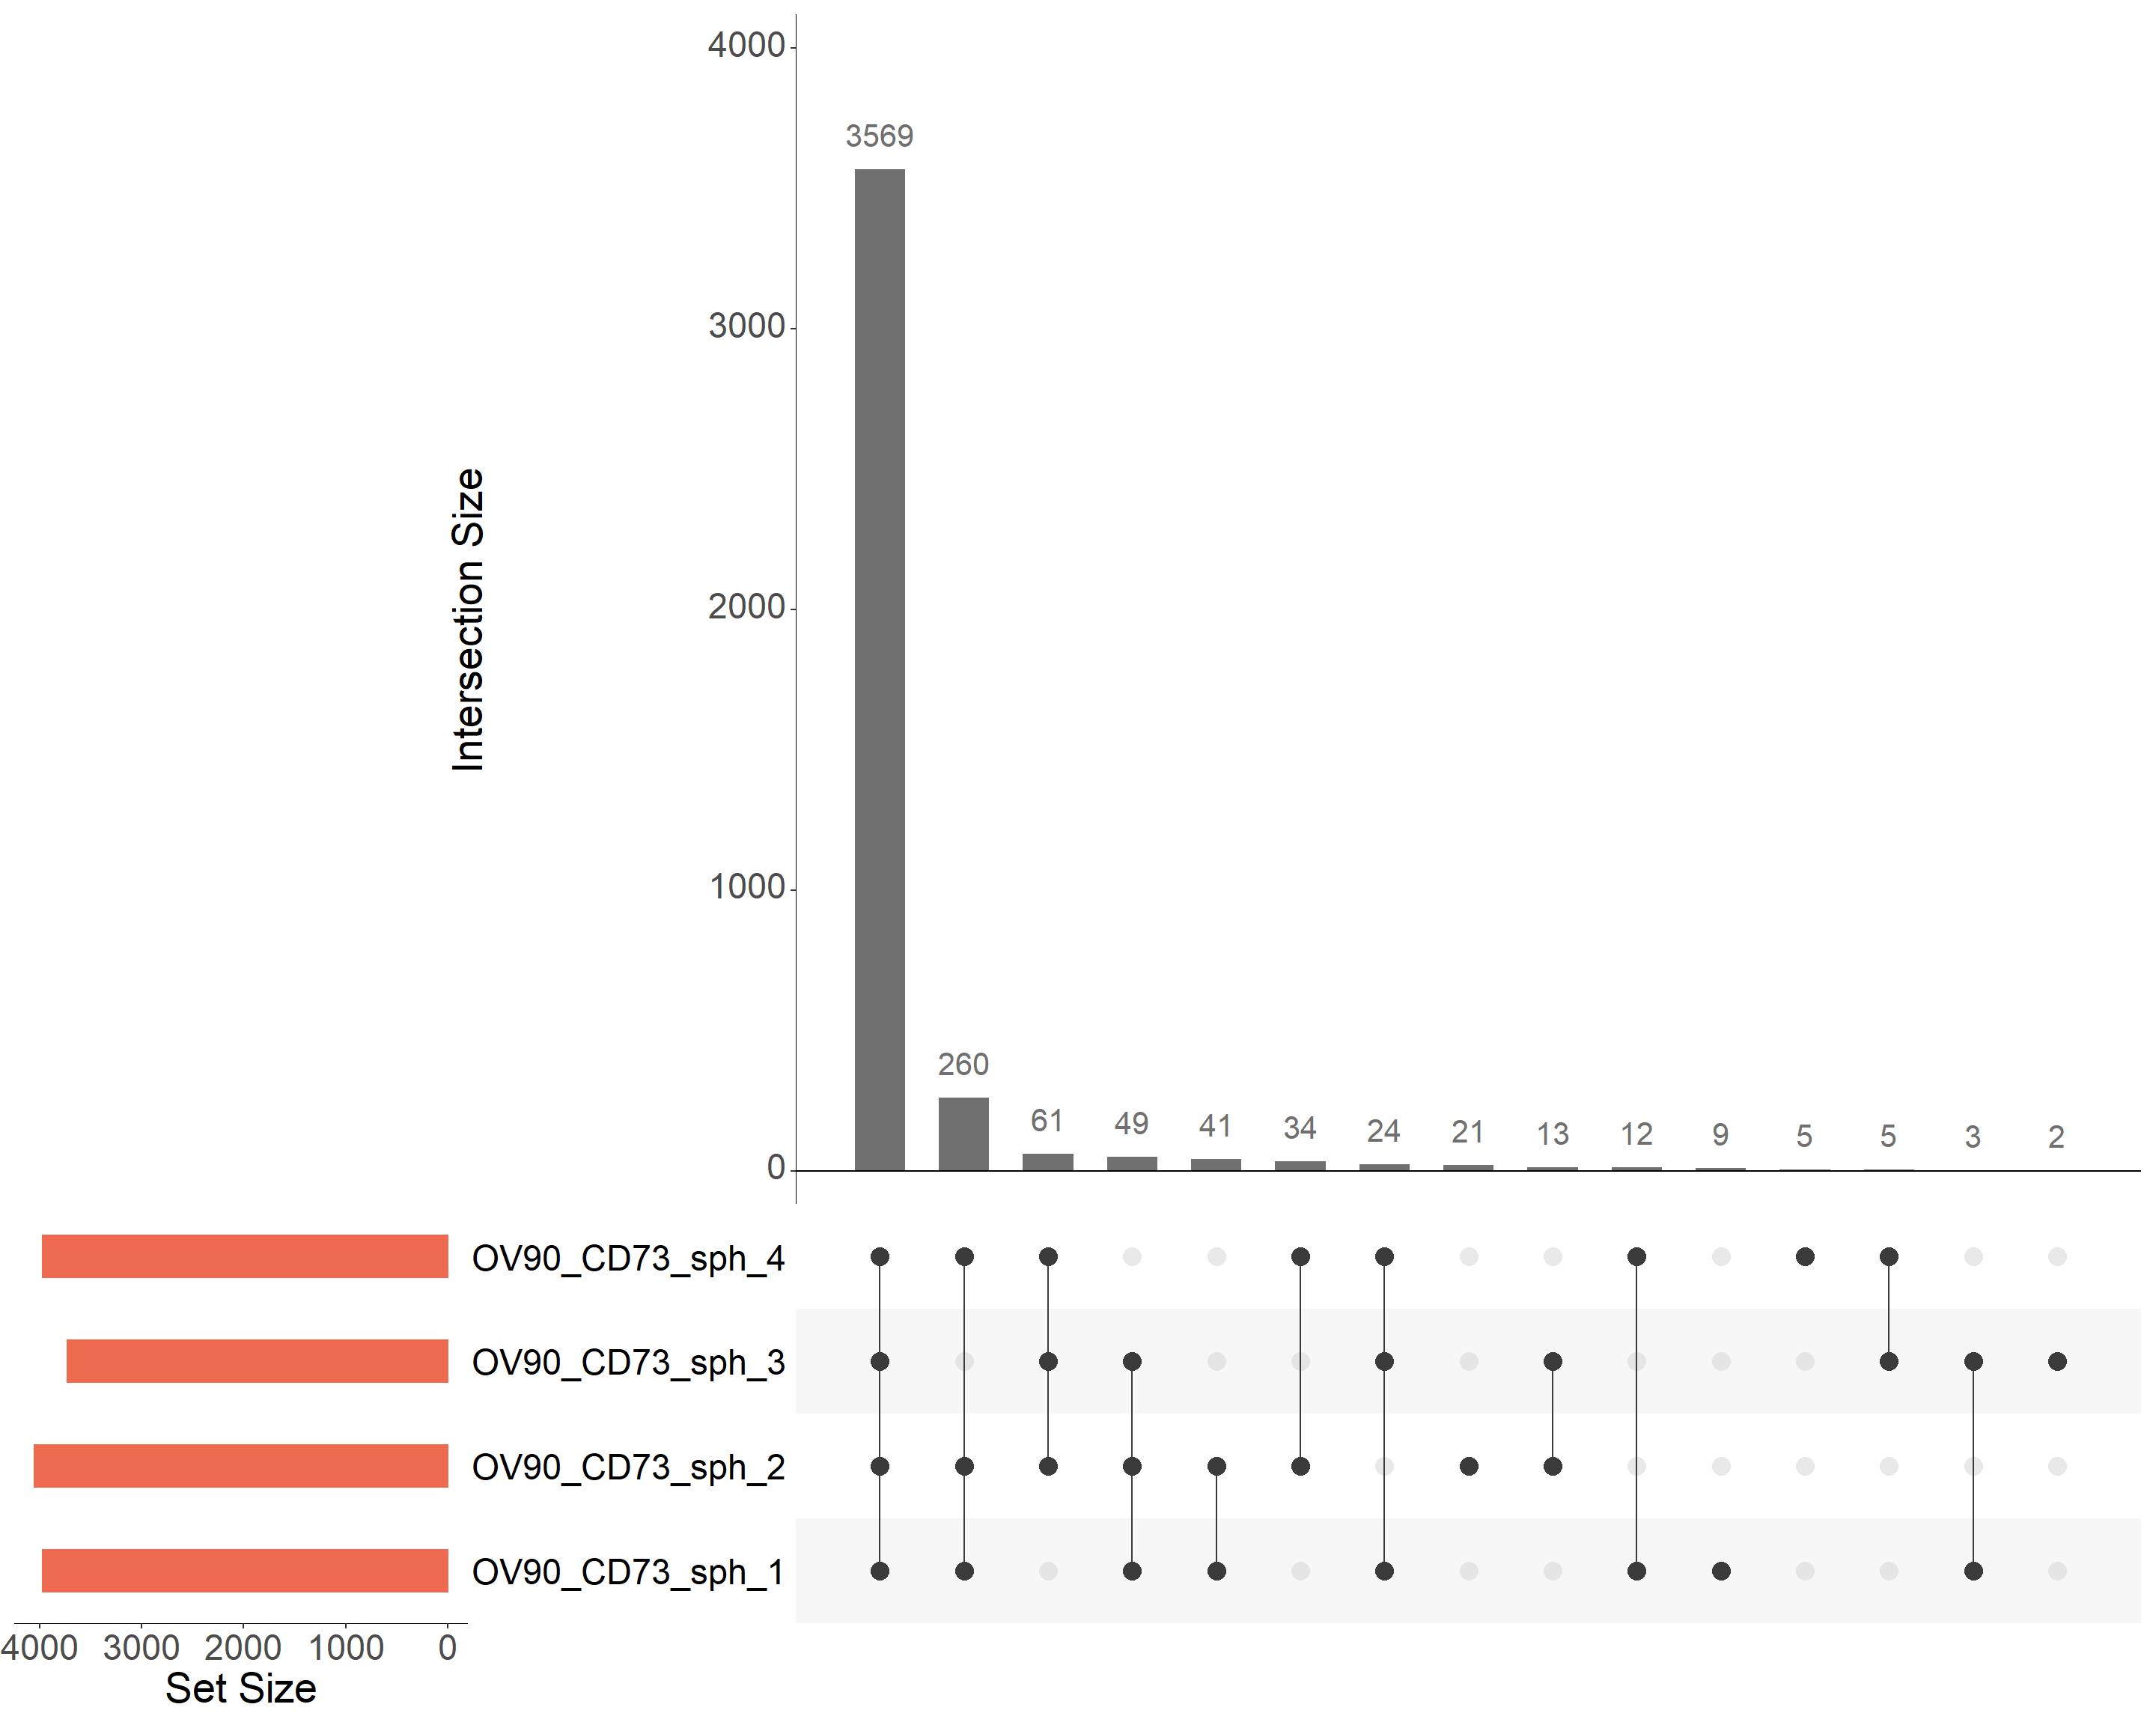 4000
3569
3000
Intersection Size
2000
1000
260
61 49 41 34 24 21 13 12 9 5 5 3 2
0
OV90_CD73_sph_4
OV90_CD73_sph_3
OV90_CD73_sph_2
OV90_CD73_sph_1
4000 3000 2000 1000 0
Set Size